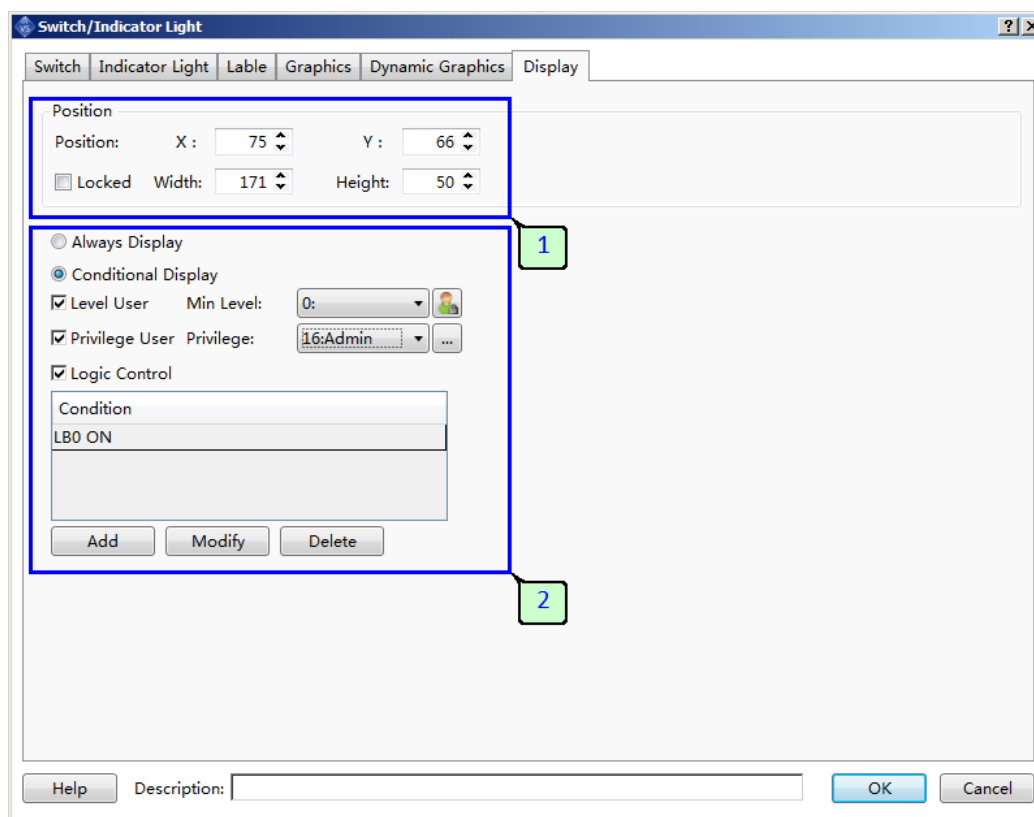 VS Switch/Indicator Light ? X
Switch Indicator Light Lable Graphics Dynamic Graphics Display
Position
Position: X : 75 Y : 66
Locked Width: 171 Height: 50
1
Always Display
Conditional Display
Level User Min Level: 0:
Privilege User Privilege: 16:Admin ...
Logic Control
Condition
LB0 ON
Add Modify Delete
2
Help Description: OK Cancel